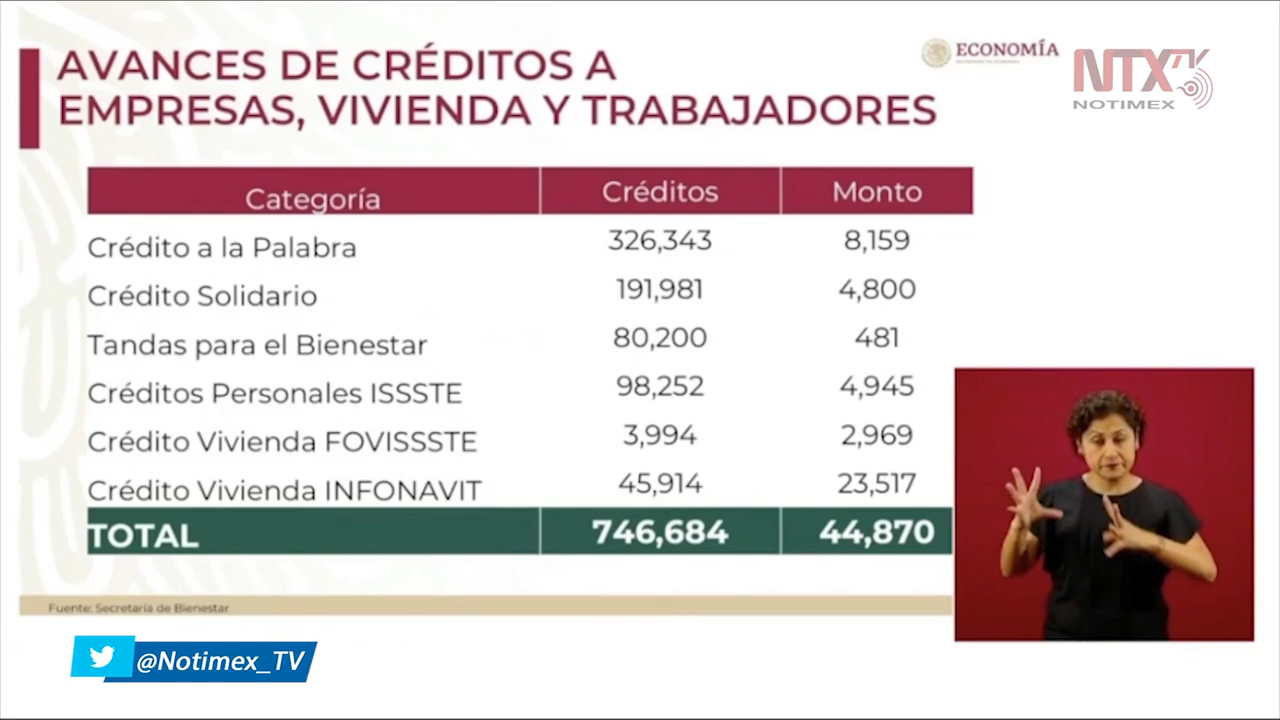 AVANCES DE CRÉDITOS A
EMPRESAS, VIVIENDA Y TRABAJADORES
ECONOMÍA
NTX
NOTIMEX
Categoría Créditos Monto
Crédito a la Palabra 326,343 8,159
Crédito Solidario 191,981 4,800
Tandas para el Bienestar 80,200 481
Créditos Personales ISSSTE 98,252 4,945
Crédito Vivienda FOVISSSTE 3,994 2,969
Crédito Vivienda INFONAVIT 45,914 23,517
TOTAL 746,684 44,870
Fuente: Secretaría de Bienestar
@Notimex_TV